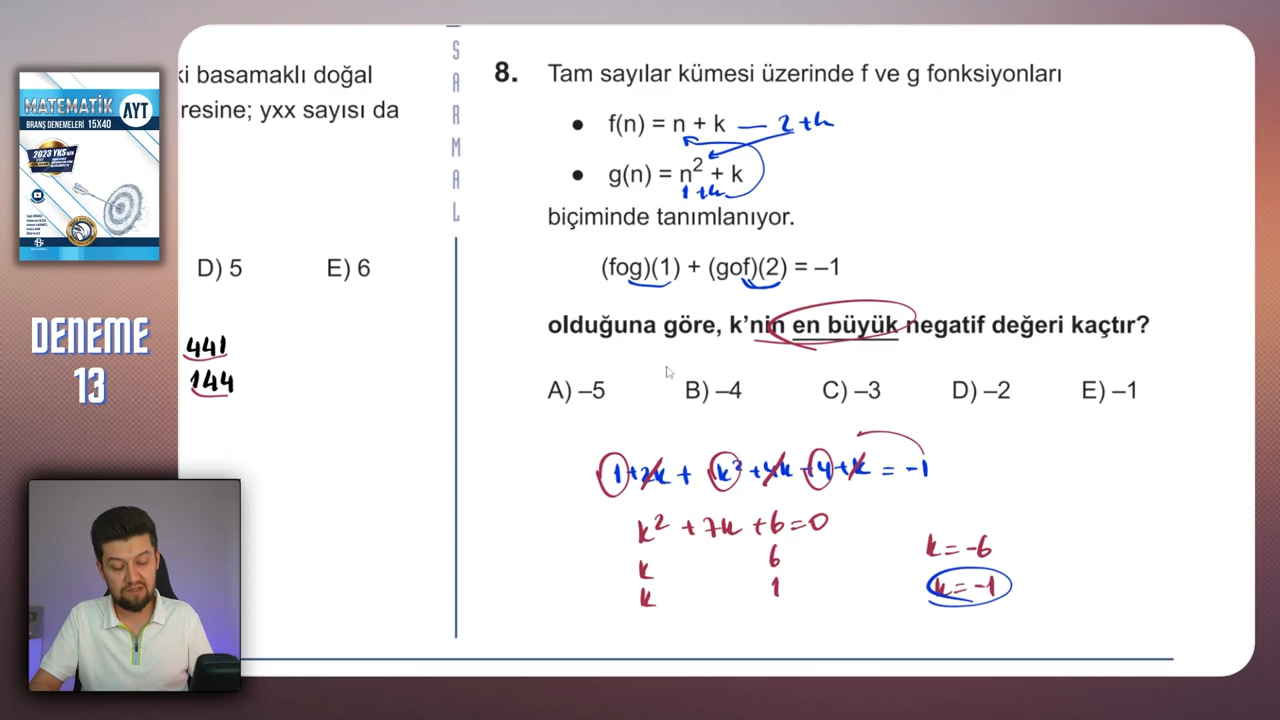 MATEMATİK AYT
BRANŞ DENEMELERİ 15X40
2023 YKS'NİN
DENEME
13
ki basamaklı doğal
resine; yxx sayısı da
D) 5 E) 6
441
144
SARMAL
8. Tam sayılar kümesi üzerinde f ve g fonksiyonları
• f(n) = n + k — 2+k
• g(n) = n² + k
1+k
biçiminde tanımlanıyor.
(fog)(1) + (gof)(2) = –1
olduğuna göre, k'nin en büyük negatif değeri kaçtır?
A) –5 B) –4 C) –3 D) –2 E) –1
1+2k + k²+4k+4+k = -1
k² + 7k + 6 = 0
k 6
k 1
k = -6
k = -1